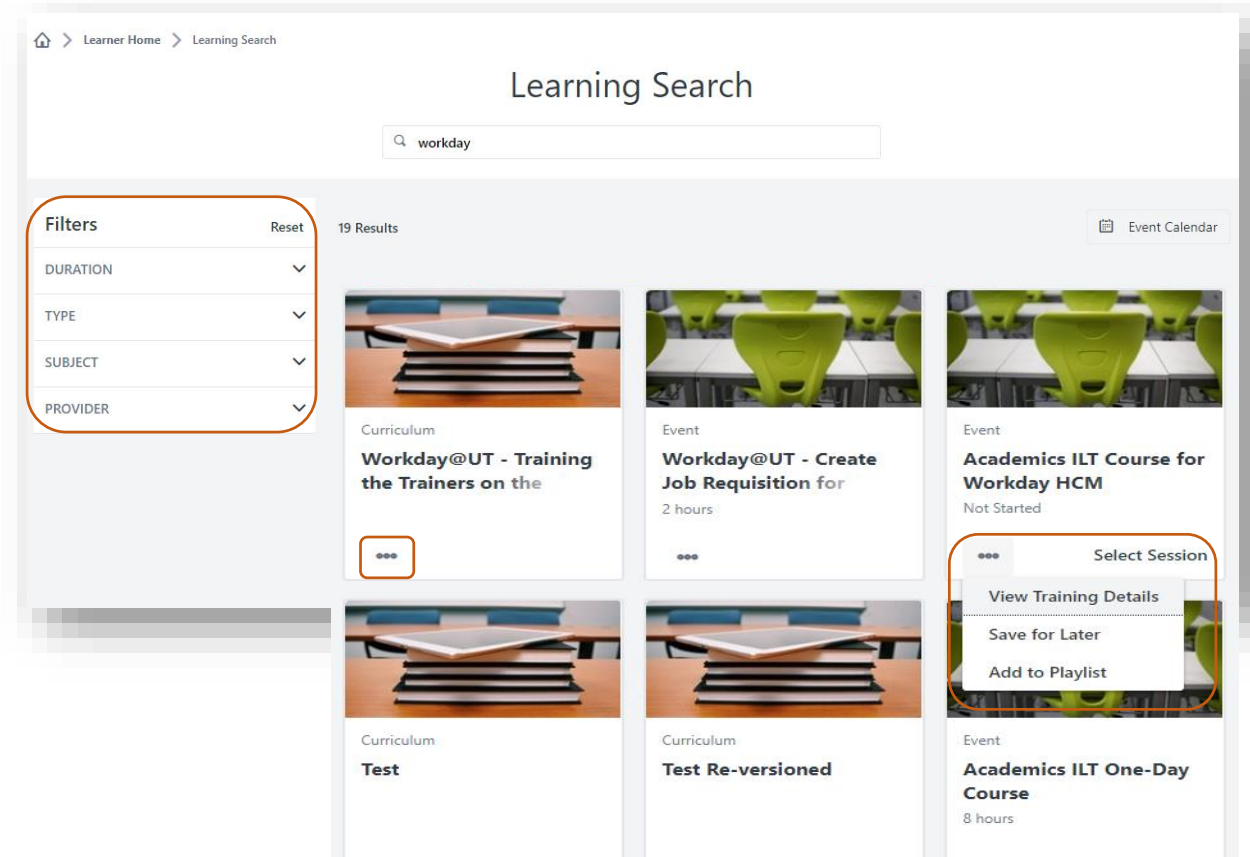 Learner Home > Learning Search
Learning Search
workday
Filters
Reset
DURATION
TYPE
SUBJECT
PROVIDER
19 Results
Event Calendar
Curriculum
Workday@UT - Training
the Trainers on the
Event
Workday@UT - Create
Job Requisition for
2 hours
Event
Academics ILT Course for
Workday HCM
Not Started
Select Session
View Training Details
Save for Later
Add to Playlist
Curriculum
Test
Curriculum
Test Re-versioned
Event
Academics ILT One-Day
Course
8 hours